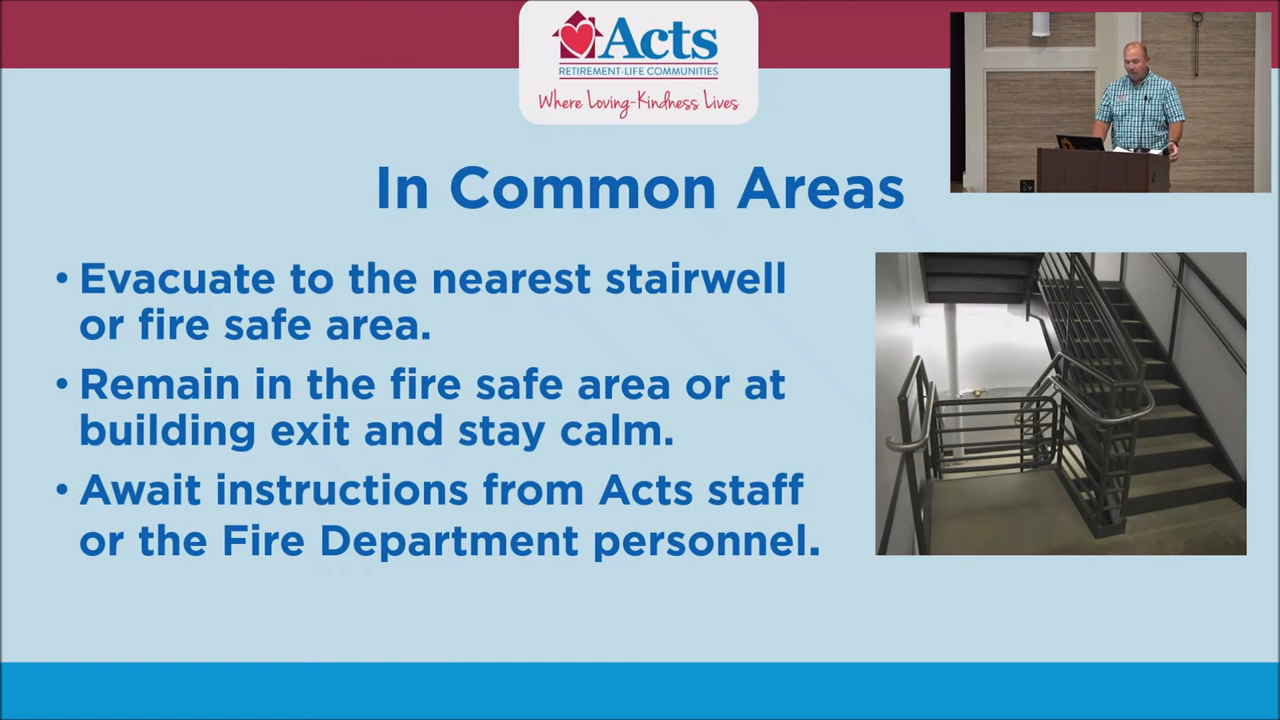 Acts
RETIREMENT-LIFE COMMUNITIES
Where Loving-Kindness Lives
In Common Areas
• Evacuate to the nearest stairwell
or fire safe area.
• Remain in the fire safe area or at
building exit and stay calm.
• Await instructions from Acts staff
or the Fire Department personnel.